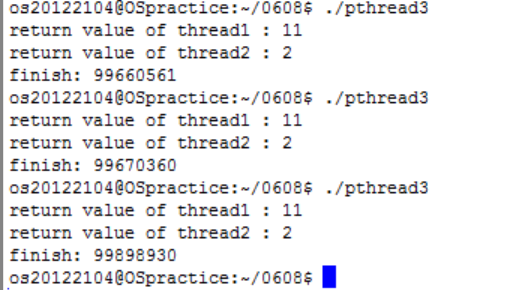 os20122104@OSpractice:~/0608$ ./pthread3
return value of thread1 : 11
return value of thread2 : 2
finish: 99660561
os20122104@OSpractice:~/0608$ ./pthread3
return value of thread1 : 11
return value of thread2 : 2
finish: 99670360
os20122104@OSpractice:~/0608$ ./pthread3
return value of thread1 : 11
return value of thread2 : 2
finish: 99898930
os20122104@OSpractice:~/0608$